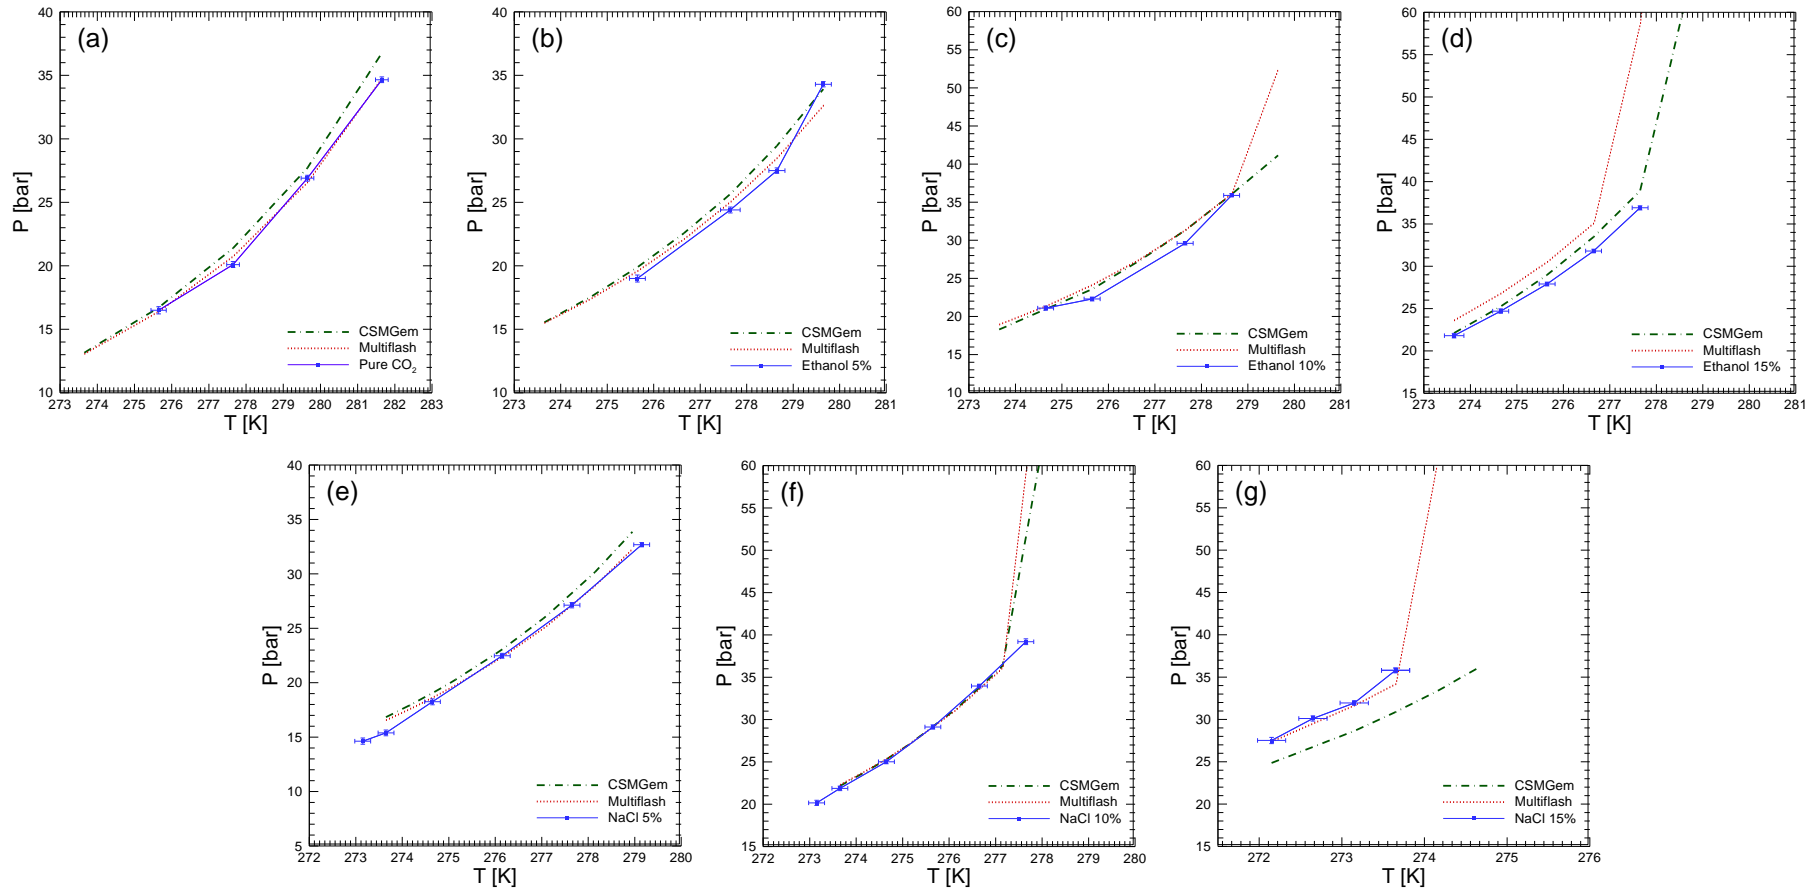 (a)
P [bar]
40
35
30
25
20
15
10
CSMGem
Multiflash
Pure CO₂
273 274 275 276 277 278 279 280 281 282 283
T [K]
(b)
P [bar]
40
35
30
25
20
15
10
CSMGem
Multiflash
Ethanol 5%
273 274 275 276 277 278 279 280 281
T [K]
(c)
P [bar]
60
55
50
45
40
35
30
25
20
15
10
CSMGem
Multiflash
Ethanol 10%
273 274 275 276 277 278 279 280 281
T [K]
(d)
P [bar]
60
55
50
45
40
35
30
25
20
15
CSMGem
Multiflash
Ethanol 15%
273 274 275 276 277 278 279 280 281
T [K]
(e)
P [bar]
40
35
30
25
20
15
10
5
CSMGem
Multiflash
NaCl 5%
272 273 274 275 276 277 278 279 280
T [K]
(f)
P [bar]
60
55
50
45
40
35
30
25
20
15
CSMGem
Multiflash
NaCl 10%
272 273 274 275 276 277 278 279 280
T [K]
(g)
P [bar]
60
55
50
45
40
35
30
25
20
15
CSMGem
Multiflash
NaCl 15%
272 273 274 275 276
T [K]